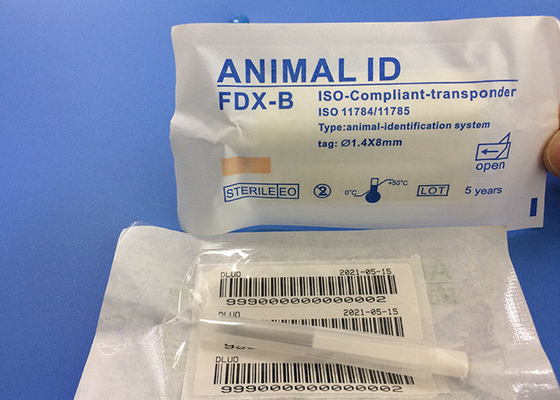 ANIMAL ID
FDX-B
ISO-Compliant-transponder
ISO 11784/11785
Type:animal-identification system
tag: Ø1.4X8mm
open
STERILE EO
2
0°C
+50°C
LOT
5 years
DLUO 2021-05-15
999000000000002
DLUO 2021-05-15
DLUO
999000000000002